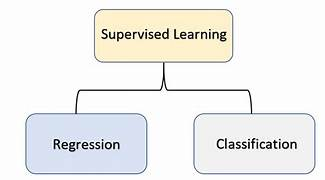 Supervised Learning
Regression
Classification